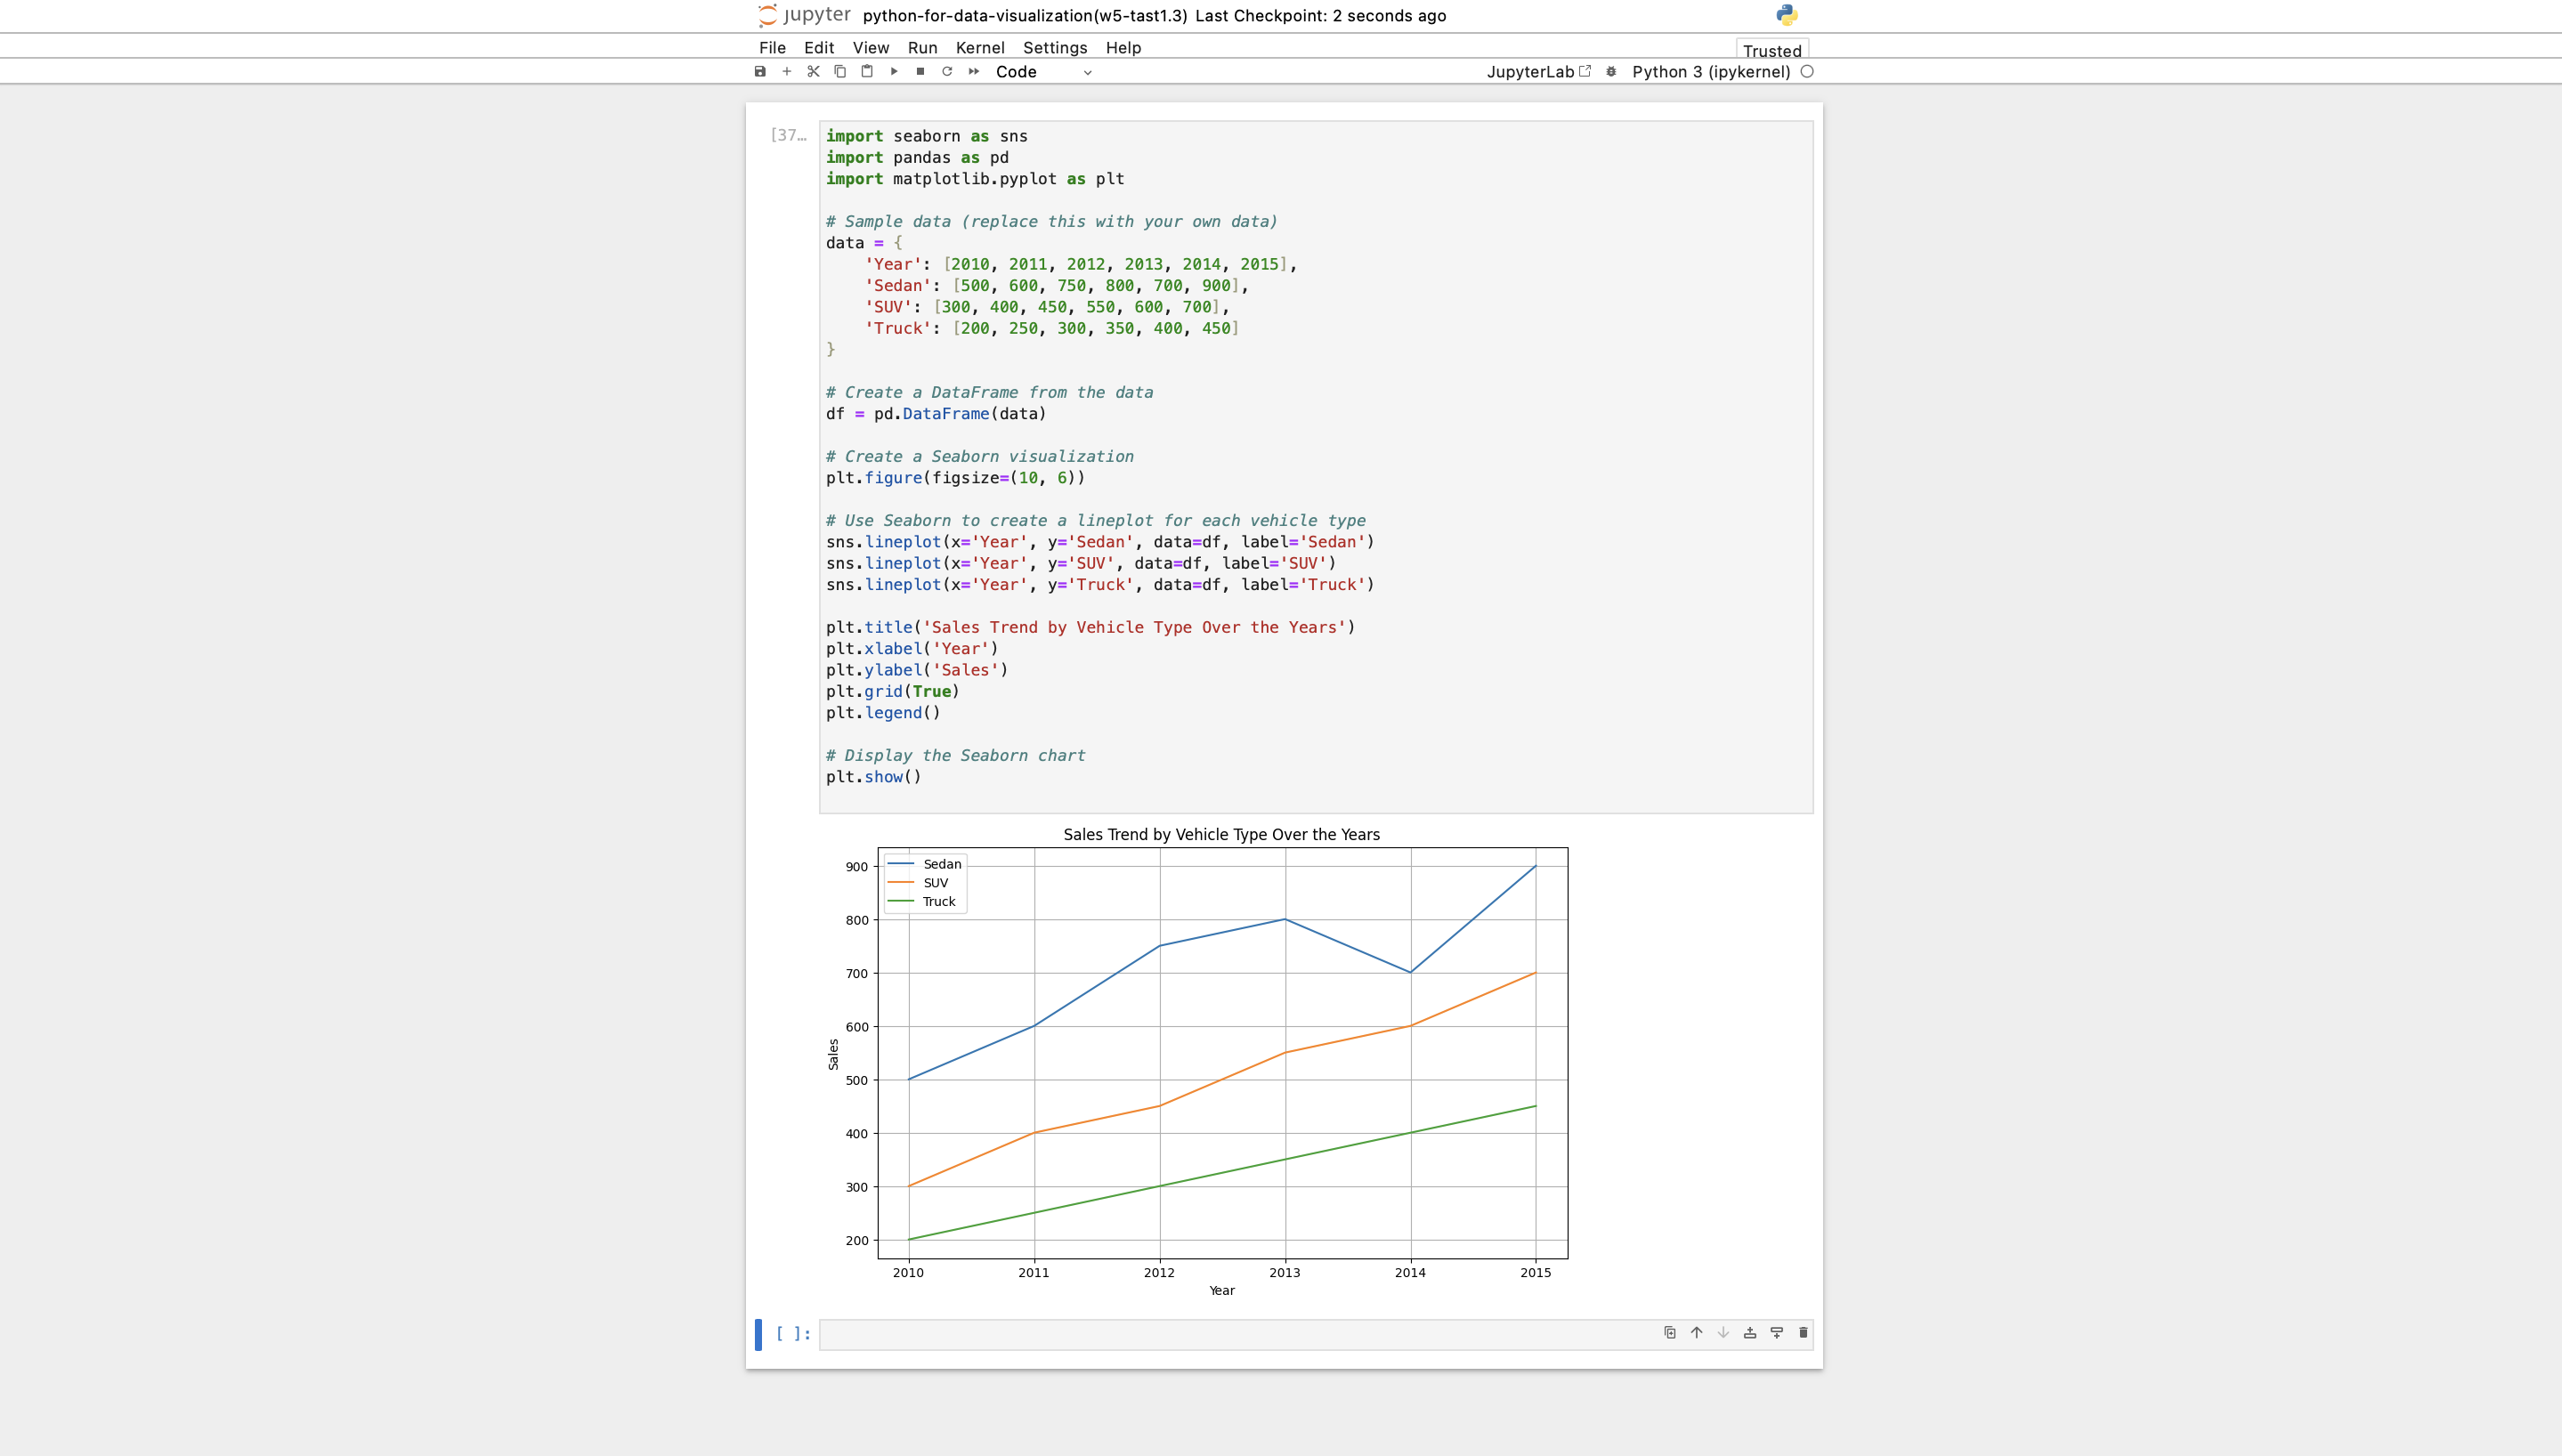 jupyter python-for-data-visualization(w5-tast1.3) Last Checkpoint: 2 seconds ago
File Edit View Run Kernel Settings Help
Trusted
Code
JupyterLab Python 3 (ipykernel)
[37…
import seaborn as sns
import pandas as pd
import matplotlib.pyplot as plt
# Sample data (replace this with your own data)
data = {
    'Year': [2010, 2011, 2012, 2013, 2014, 2015],
    'Sedan': [500, 600, 750, 800, 700, 900],
    'SUV': [300, 400, 450, 550, 600, 700],
    'Truck': [200, 250, 300, 350, 400, 450]
}
# Create a DataFrame from the data
df = pd.DataFrame(data)
# Create a Seaborn visualization
plt.figure(figsize=(10, 6))
# Use Seaborn to create a lineplot for each vehicle type
sns.lineplot(x='Year', y='Sedan', data=df, label='Sedan')
sns.lineplot(x='Year', y='SUV', data=df, label='SUV')
sns.lineplot(x='Year', y='Truck', data=df, label='Truck')
plt.title('Sales Trend by Vehicle Type Over the Years')
plt.xlabel('Year')
plt.ylabel('Sales')
plt.grid(True)
plt.legend()
# Display the Seaborn chart
plt.show()
Sales Trend by Vehicle Type Over the Years
Sedan
SUV
Truck
900
800
700
600
500
400
300
200
Sales
2010 2011 2012 2013 2014 2015
Year
[ ]: